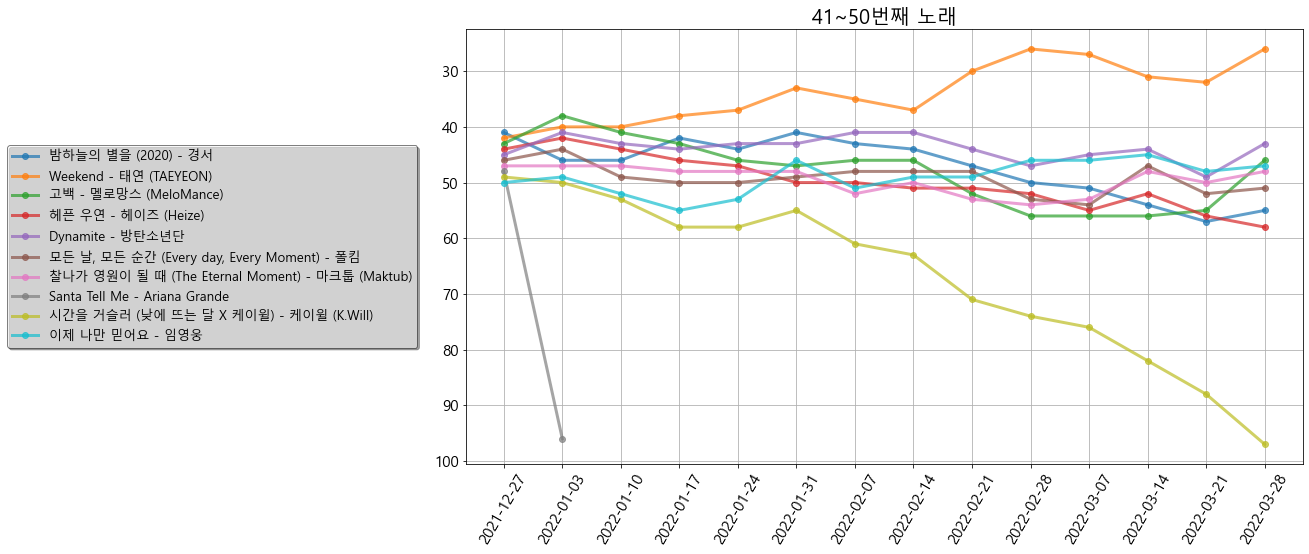 41~50번째 노래
밤하늘의 별을 (2020) - 경서
Weekend - 태연 (TAEYEON)
고백 - 멜로망스 (MeloMance)
헤픈 우연 - 헤이즈 (Heize)
Dynamite - 방탄소년단
모든 날, 모든 순간 (Every day, Every Moment) - 폴킴
찰나가 영원이 될 때 (The Eternal Moment) - 마크툽 (Maktub)
Santa Tell Me - Ariana Grande
시간을 거슬러 (낮에 뜨는 달 X 케이윌) - 케이윌 (K.Will)
이제 나만 믿어요 - 임영웅
30
40
50
60
70
80
90
100
2021-12-27
2022-01-03
2022-01-10
2022-01-17
2022-01-24
2022-01-31
2022-02-07
2022-02-14
2022-02-21
2022-02-28
2022-03-07
2022-03-14
2022-03-21
2022-03-28